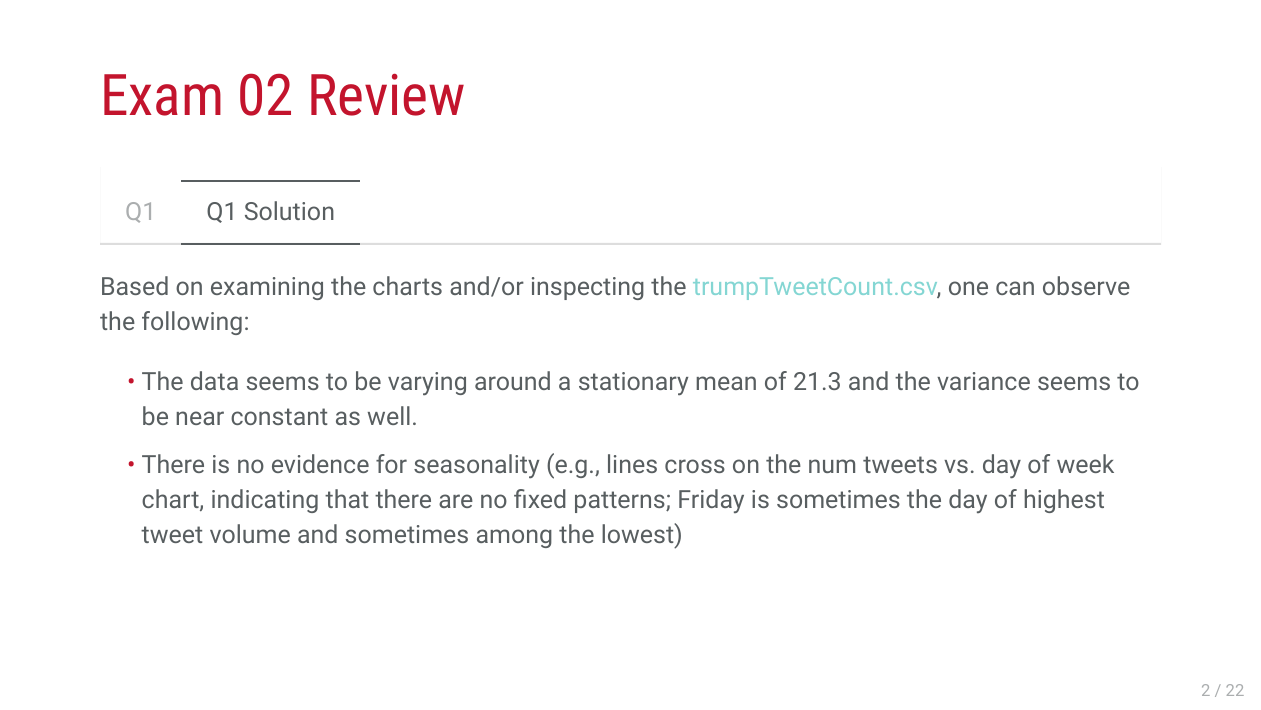 Exam 02 Review
Q1
Q1 Solution
Based on examining the charts and/or inspecting the trumpTweetCount.csv, one can observe
the following:
• The data seems to be varying around a stationary mean of 21.3 and the variance seems to
be near constant as well.
• There is no evidence for seasonality (e.g., lines cross on the num tweets vs. day of week
chart, indicating that there are no fixed patterns; Friday is sometimes the day of highest
tweet volume and sometimes among the lowest)
2 / 22